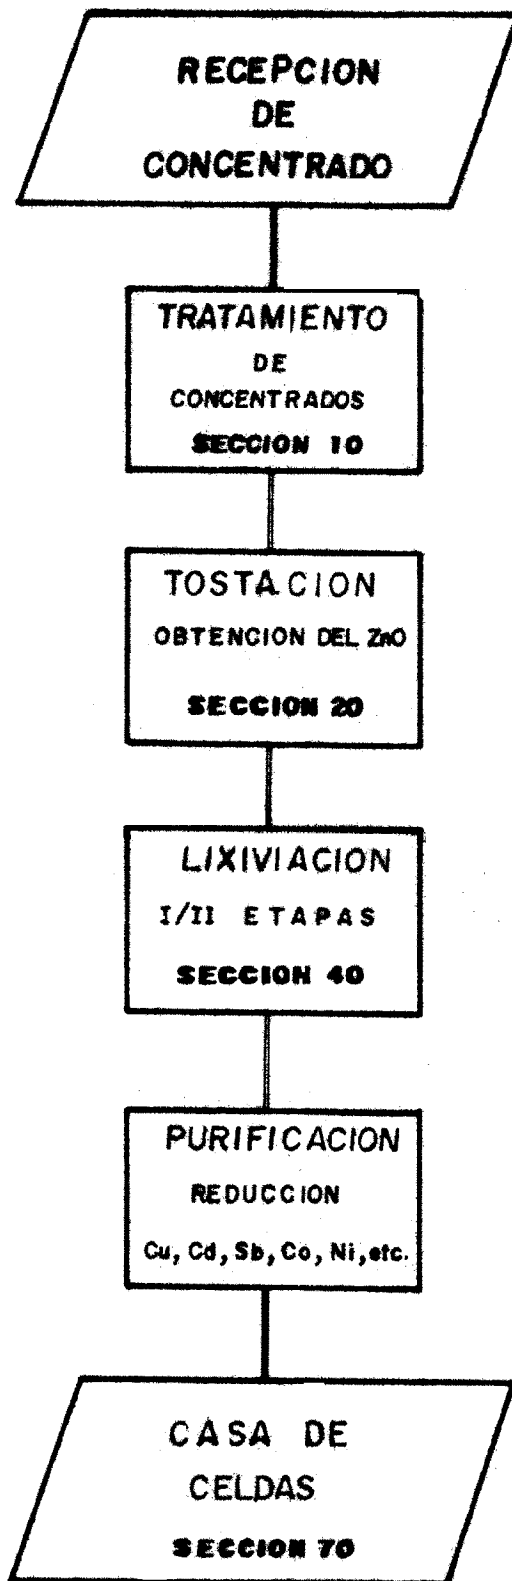 RECEPCION
DE
CONCENTRADO
TRATAMIENTO
DE
CONCENTRADOS
SECCION 10
TOSTACION
OBTENCION DEL ZnO
SECCION 20
LIXIVIACION
I/II ETAPAS
SECCION 40
PURIFICACION
REDUCCION
Cu, Cd, Sb, Co, Ni, etc.
CASA DE
CELDAS
SECCION 70